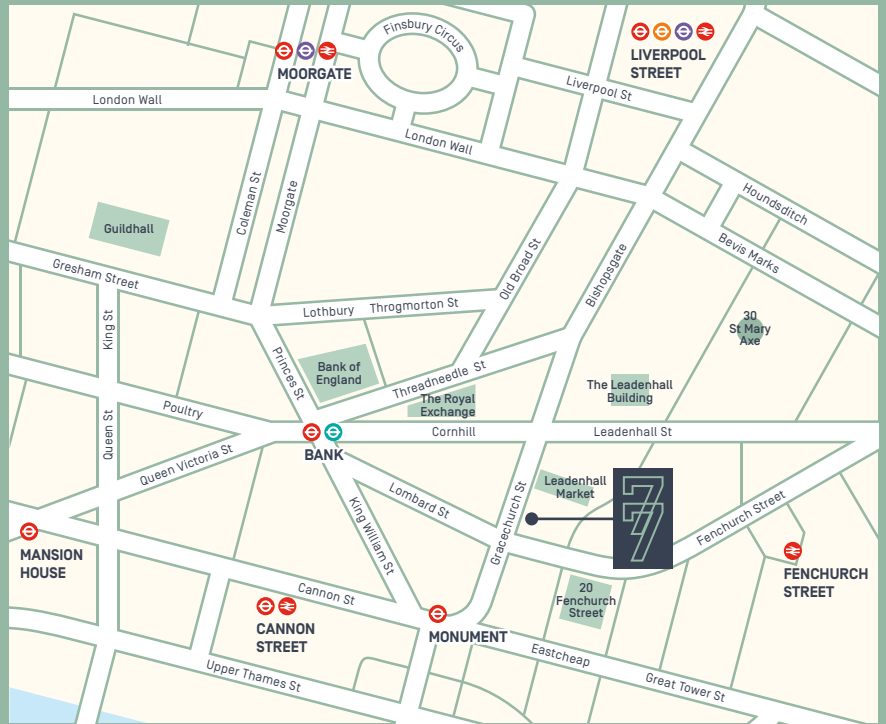 Finsbury Circus
MOORGATE
LIVERPOOL
STREET
Liverpool St
London Wall
London Wall
Houndsditch
Coleman St
Moorgate
Guildhall
Bevis Marks
Old Broad St
Bishopsgate
Gresham Street
King St
Lothbury
Throgmorton St
30
St Mary
Axe
Princes St
Bank of
England
Threadneedle St
The Royal
Exchange
The Leadenhall
Building
Poultry
Queen St
BANK
Cornhill
Leadenhall St
Queen Victoria St
Lombard St
King William St
Gracechurch St
Leadenhall
Market
77
Fenchurch Street
MANSION
HOUSE
FENCHURCH
STREET
20
Fenchurch
Street
Cannon St
CANNON
STREET
MONUMENT
Eastcheap
Upper Thames St
Great Tower St